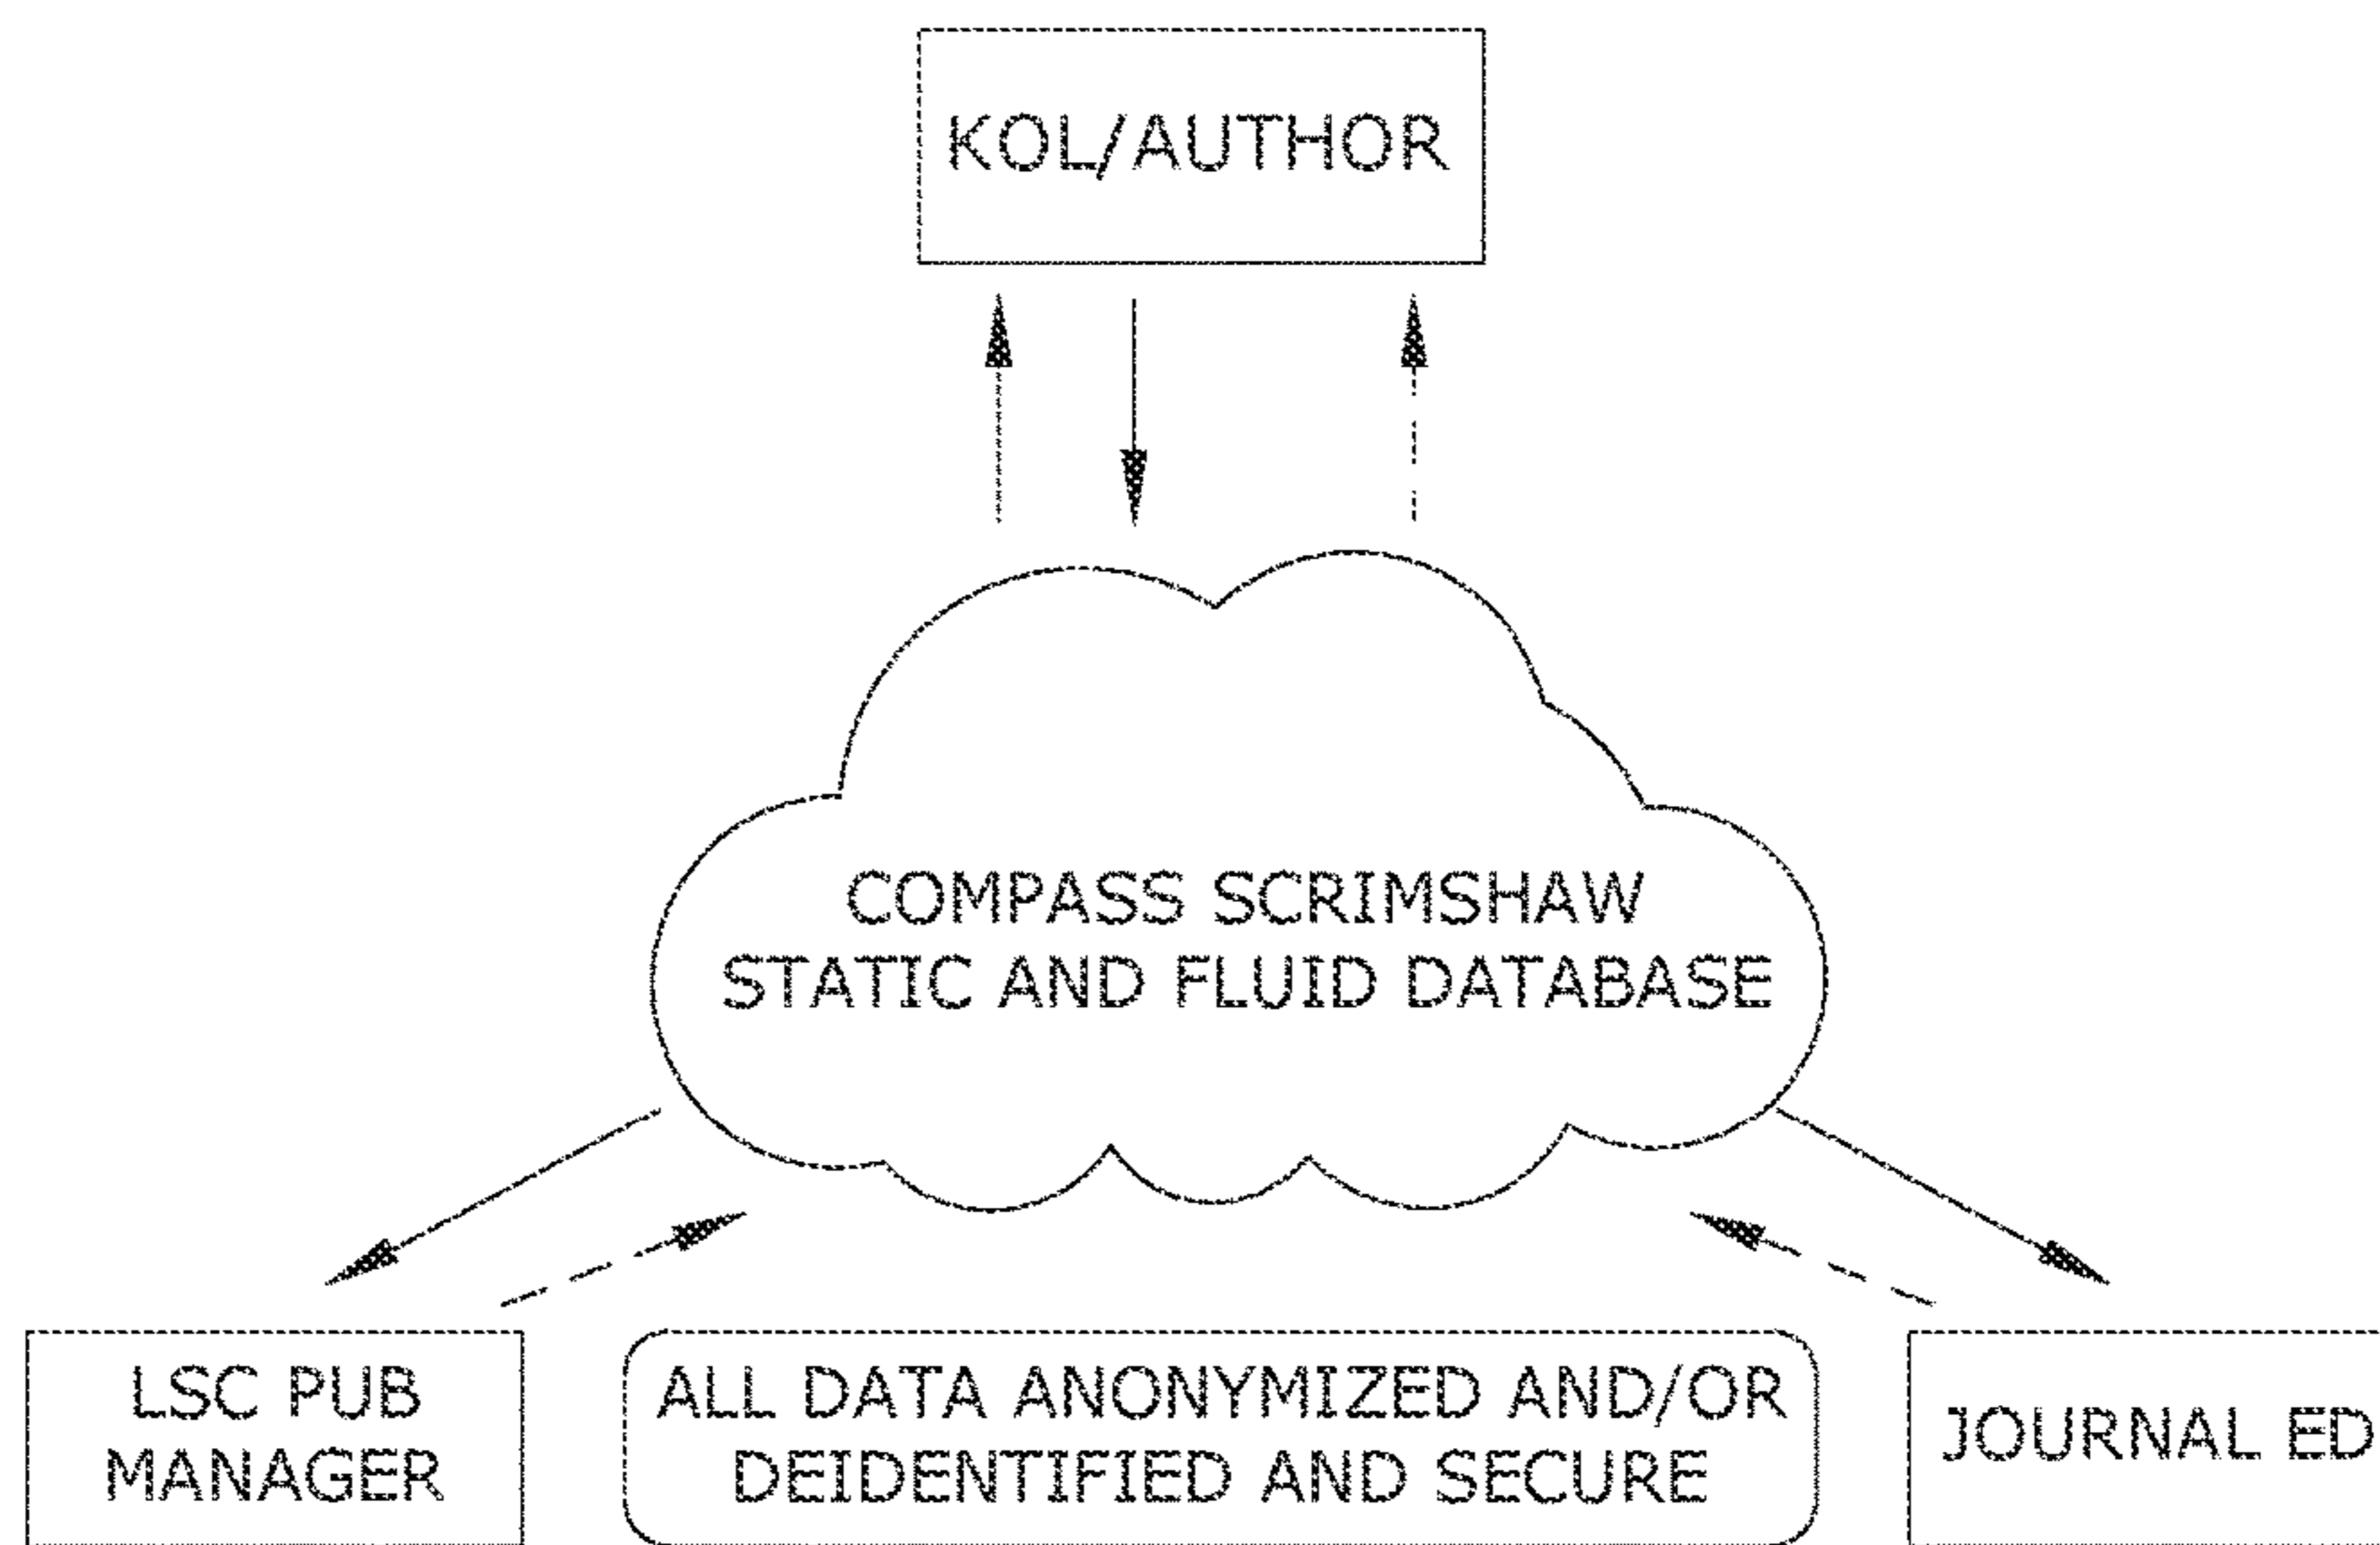 KOL/AUTHOR
COMPASS SCRIMSHAW
STATIC AND FLUID DATABASE
LSC PUB
MANAGER
ALL DATA ANONYMIZED AND/OR
DEIDENTIFIED AND SECURE
JOURNAL ED